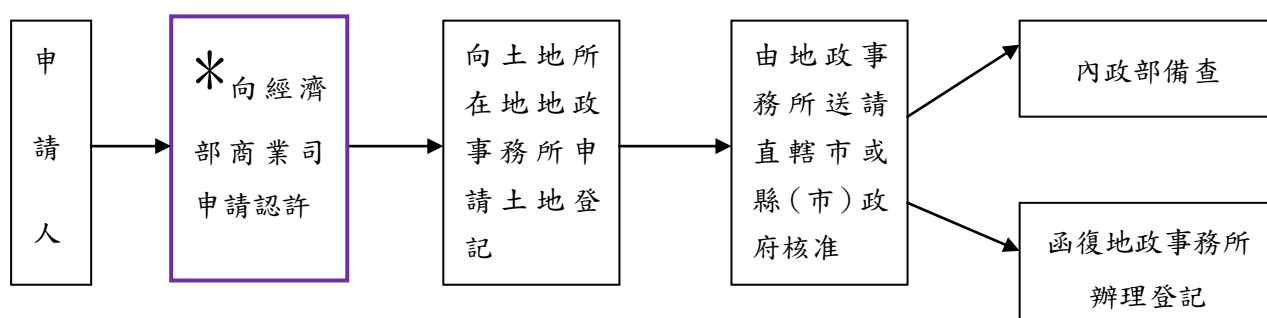 申
請
人
＊向經濟
部商業司
申請認許
向土地所
在地地政
事務所申
請土地登
記
由地政事
務所送請
直轄市或
縣（市）政
府核准
內政部備查
函復地政事務所
辦理登記